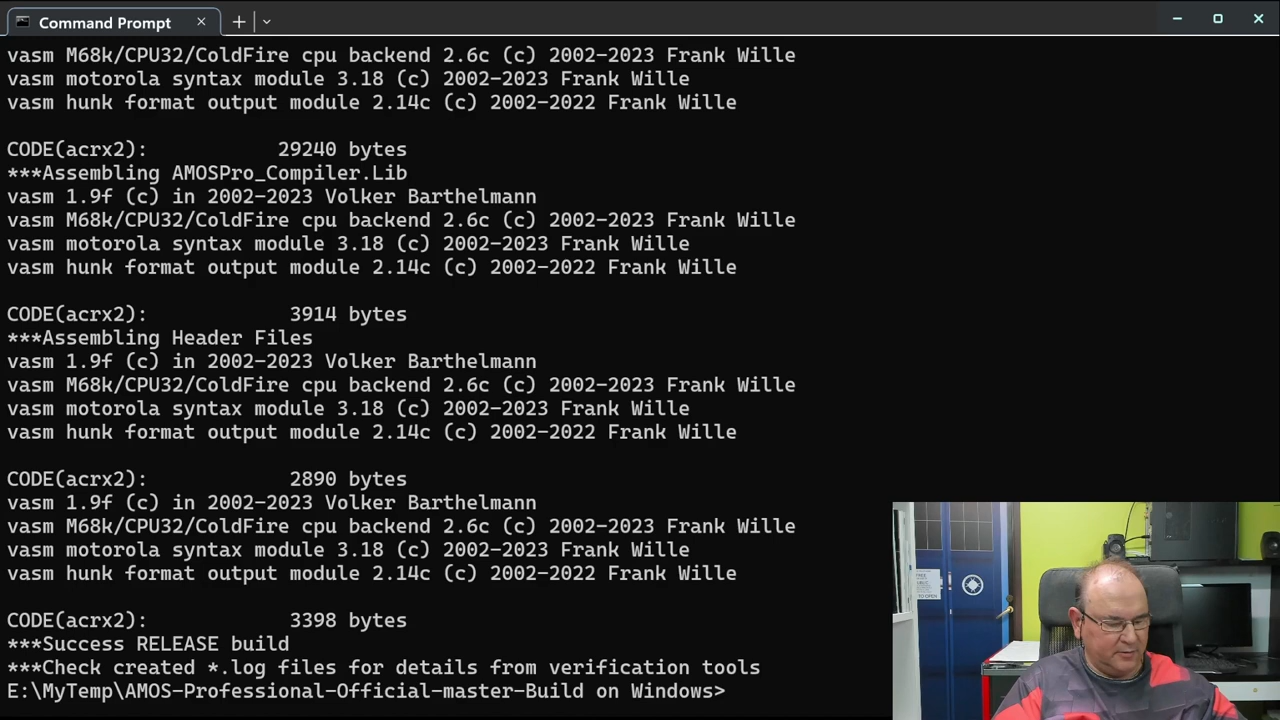 Command Prompt
vasm M68k/CPU32/ColdFire cpu backend 2.6c (c) 2002-2023 Frank Wille
vasm motorola syntax module 3.18 (c) 2002-2023 Frank Wille
vasm hunk format output module 2.14c (c) 2002-2022 Frank Wille
CODE(acrx2): 29240 bytes
***Assembling AMOSPro_Compiler.Lib
vasm 1.9f (c) in 2002-2023 Volker Barthelmann
vasm M68k/CPU32/ColdFire cpu backend 2.6c (c) 2002-2023 Frank Wille
vasm motorola syntax module 3.18 (c) 2002-2023 Frank Wille
vasm hunk format output module 2.14c (c) 2002-2022 Frank Wille
CODE(acrx2): 3914 bytes
***Assembling Header Files
vasm 1.9f (c) in 2002-2023 Volker Barthelmann
vasm M68k/CPU32/ColdFire cpu backend 2.6c (c) 2002-2023 Frank Wille
vasm motorola syntax module 3.18 (c) 2002-2023 Frank Wille
vasm hunk format output module 2.14c (c) 2002-2022 Frank Wille
CODE(acrx2): 2890 bytes
vasm 1.9f (c) in 2002-2023 Volker Barthelmann
vasm M68k/CPU32/ColdFire cpu backend 2.6c (c) 2002-2023 Frank Wille
vasm motorola syntax module 3.18 (c) 2002-2023 Frank Wille
vasm hunk format output module 2.14c (c) 2002-2022 Frank Wille
CODE(acrx2): 3398 bytes
***Success RELEASE build
***Check created *.log files for details from verification tools
E:\MyTemp\AMOS-Professional-Official-master-Build on Windows>
FREE
TO OPEN